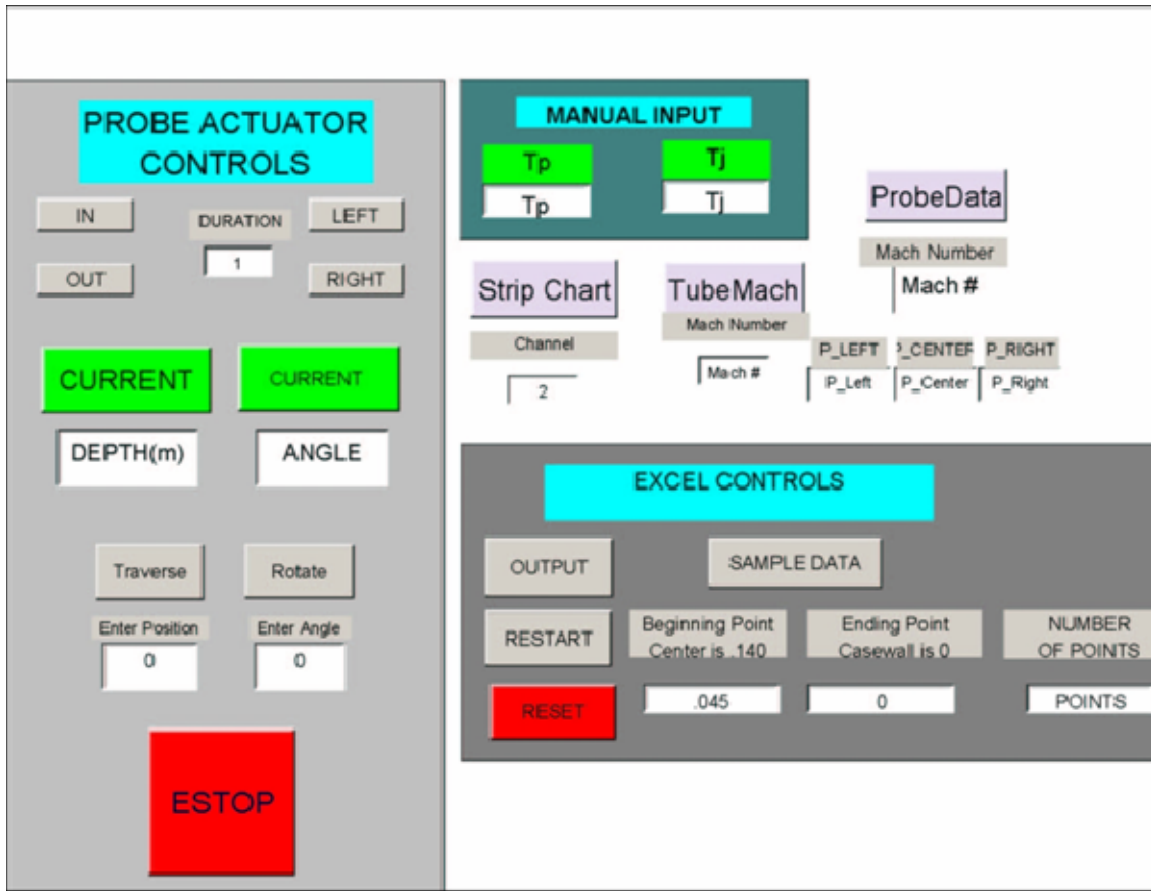 PROBE ACTUATOR
CONTROLS
IN
DURATION
LEFT
1
OUT
RIGHT
CURRENT
CURRENT
DEPTH(m)
ANGLE
Traverse
Rotate
Enter Position
Enter Angle
0
0
ESTOP
MANUAL INPUT
Tp
Tj
Tp
Tj
ProbeData
Mach Number
Mach #
Strip Chart
TubeMach
Channel
Mach Number
2
Mach #
P_LEFT
P_CENTER
P_RIGHT
P_Left
P_Center
P_Right
EXCEL CONTROLS
OUTPUT
SAMPLE DATA
RESTART
Beginning Point
Center is .140
Ending Point
Casewall is 0
NUMBER
OF POINTS
RESET
.045
0
POINTS